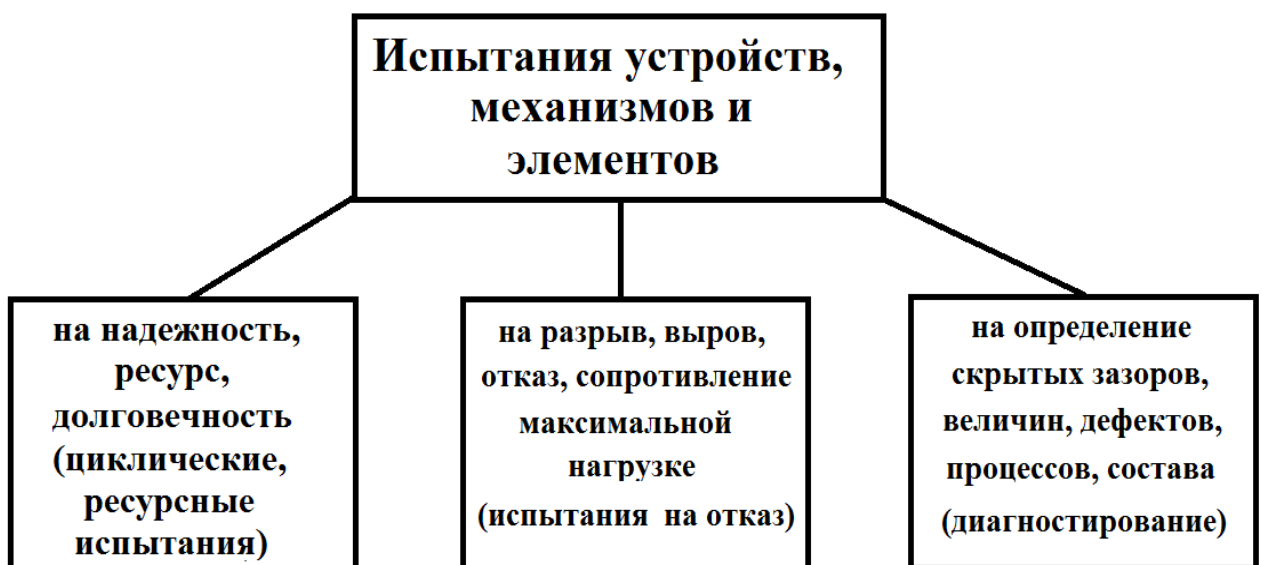 Испытания устройств,
механизмов и
элементов
на надежность,
ресурс,
долговечность
(циклические,
ресурсные
испытания)
на разрыв, выров,
отказ, сопротивление
максимальной
нагрузке
(испытания на отказ)
на определение
скрытых зазоров,
величин, дефектов,
процессов, состава
(диагностирование)